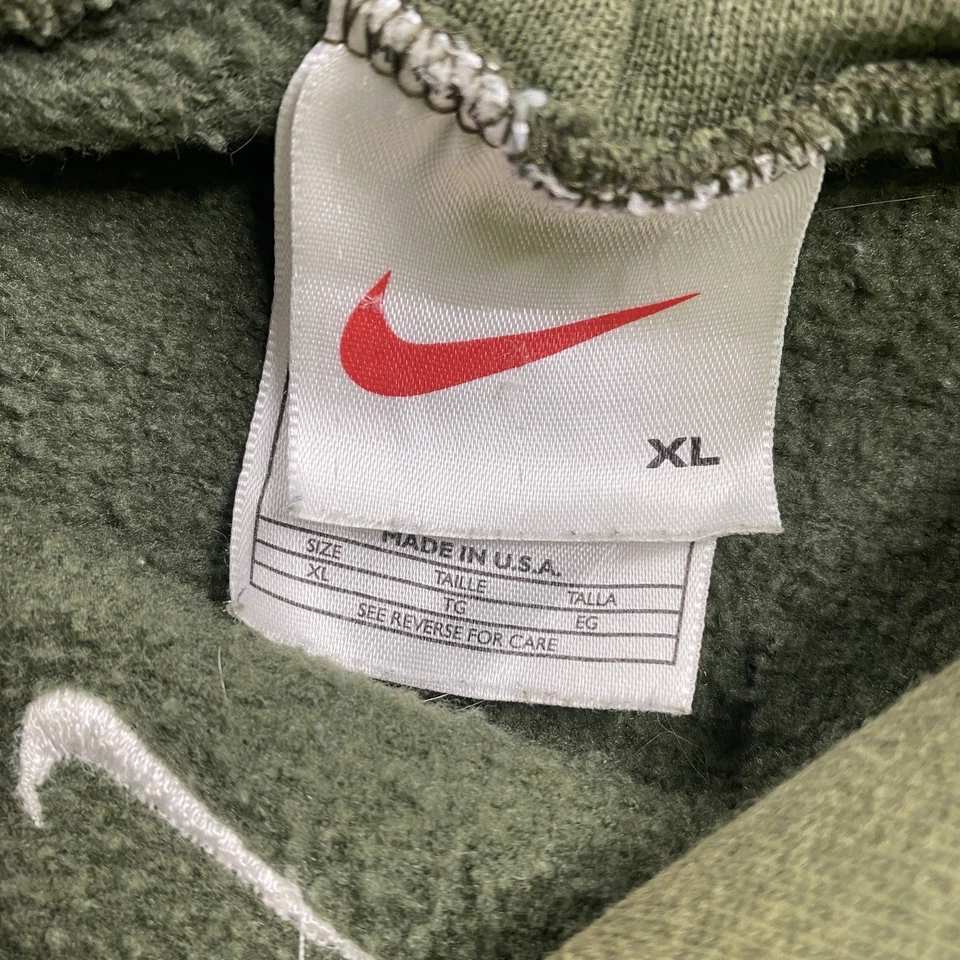 XL
MADE IN U.S.A.
SIZE TAILLE TALLA
XL TG EG
SEE REVERSE FOR CARE